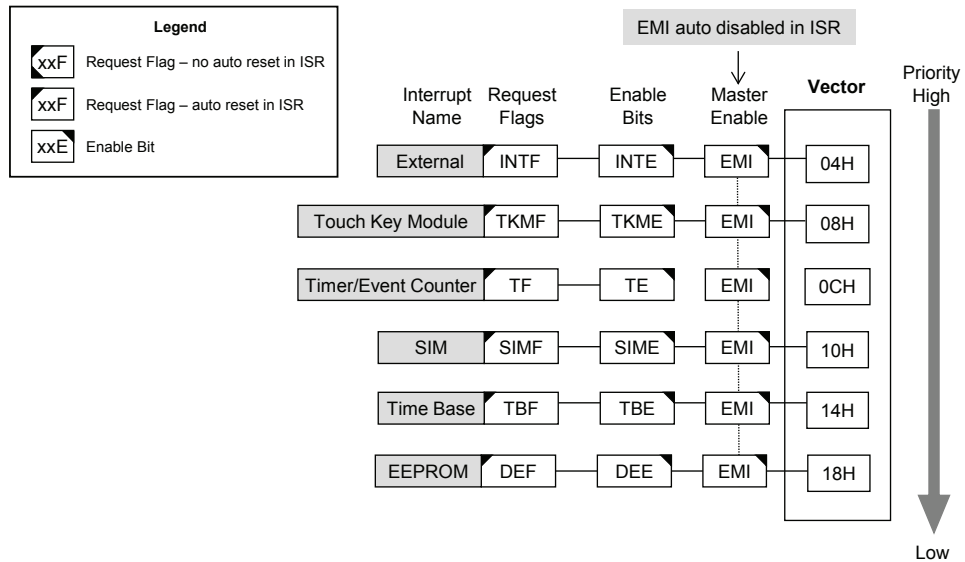 Legend
xxF Request Flag – no auto reset in ISR
xxF Request Flag – auto reset in ISR
xxE Enable Bit
EMI auto disabled in ISR
Interrupt Name
Request Flags
Enable Bits
Master Enable
Vector
Priority High
External INTF INTE EMI 04H
Touch Key Module TKMF TKME EMI 08H
Timer/Event Counter TF TE EMI 0CH
SIM SIMF SIME EMI 10H
Time Base TBF TBE EMI 14H
EEPROM DEF DEE EMI 18H
Low